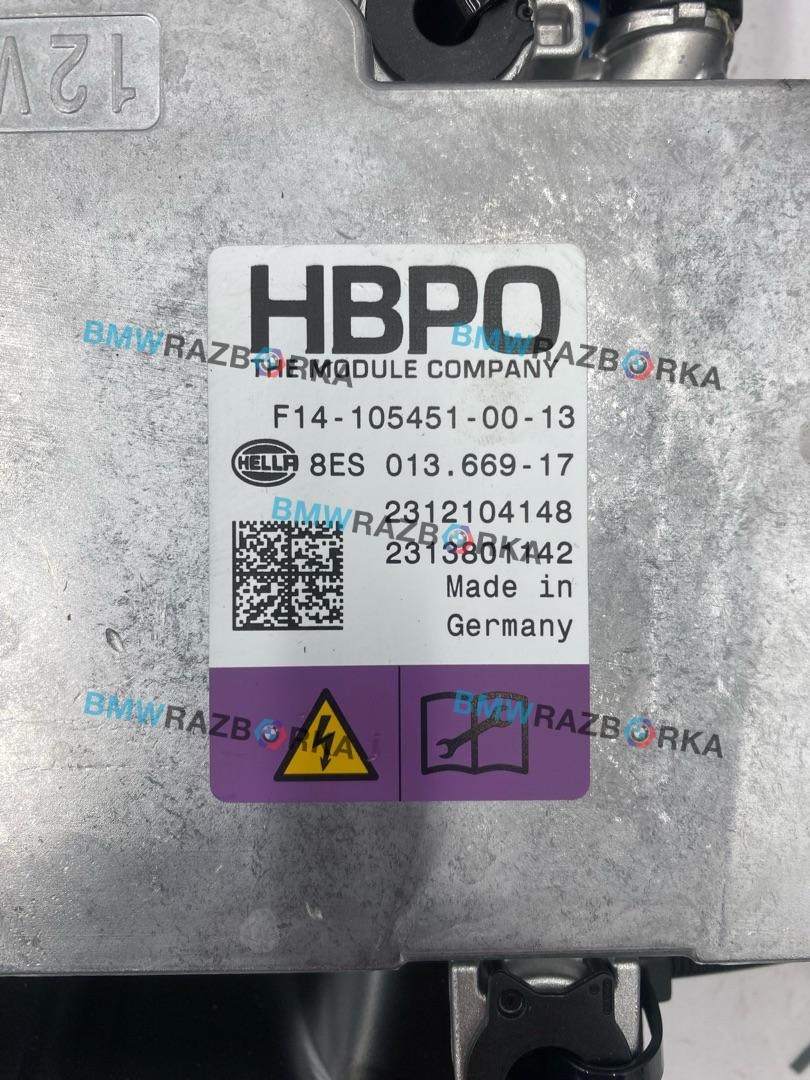 12V
HBPO
THE MODULE COMPANY
F14-105451-00-13
HELLA 8ES 013.669-17
2312104148
2313801142
Made in
Germany
BMWRAZBORKA
BMWRAZBORKA
BMWRAZBORKA
BMWRAZBORKA
BMWRAZBORKA